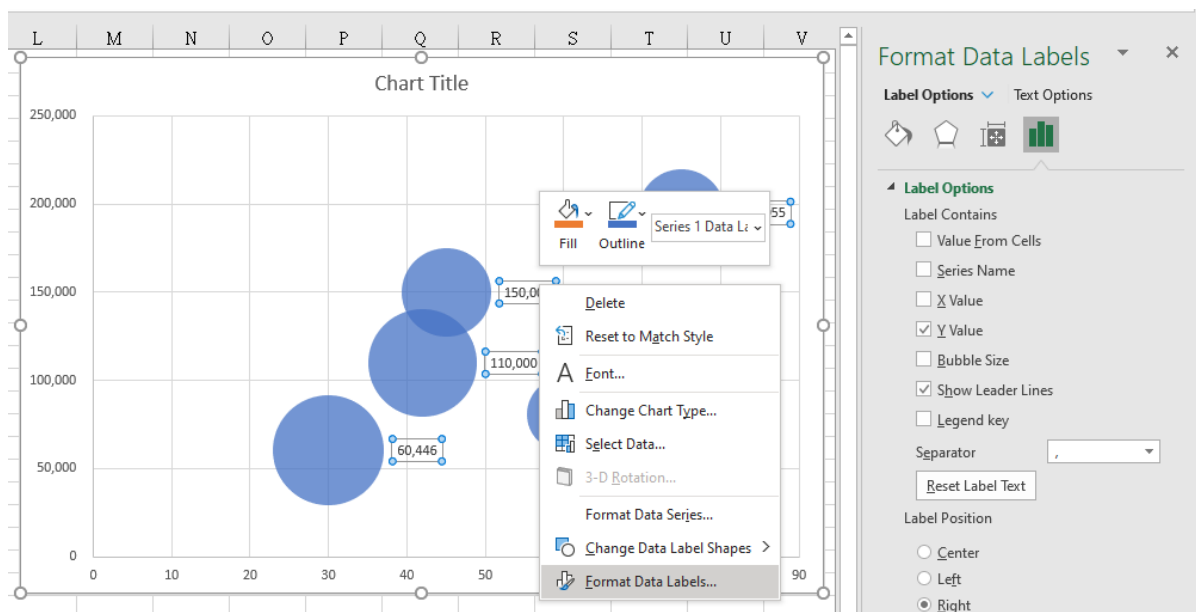 L M N O P Q R S T U V
Chart Title
250,000
200,000
150,000
100,000
50,000
0
0 10 20 30 40 50 90
55
150,00
110,000
60,446
Fill Outline Series 1 Data La
Delete
Reset to Match Style
Font...
Change Chart Type...
Select Data...
3-D Rotation...
Format Data Series...
Change Data Label Shapes
Format Data Labels...
Format Data Labels
Label Options Text Options
Label Options
Label Contains
Value From Cells
Series Name
X Value
Y Value
Bubble Size
Show Leader Lines
Legend key
Separator ,
Reset Label Text
Label Position
Center
Left
Right